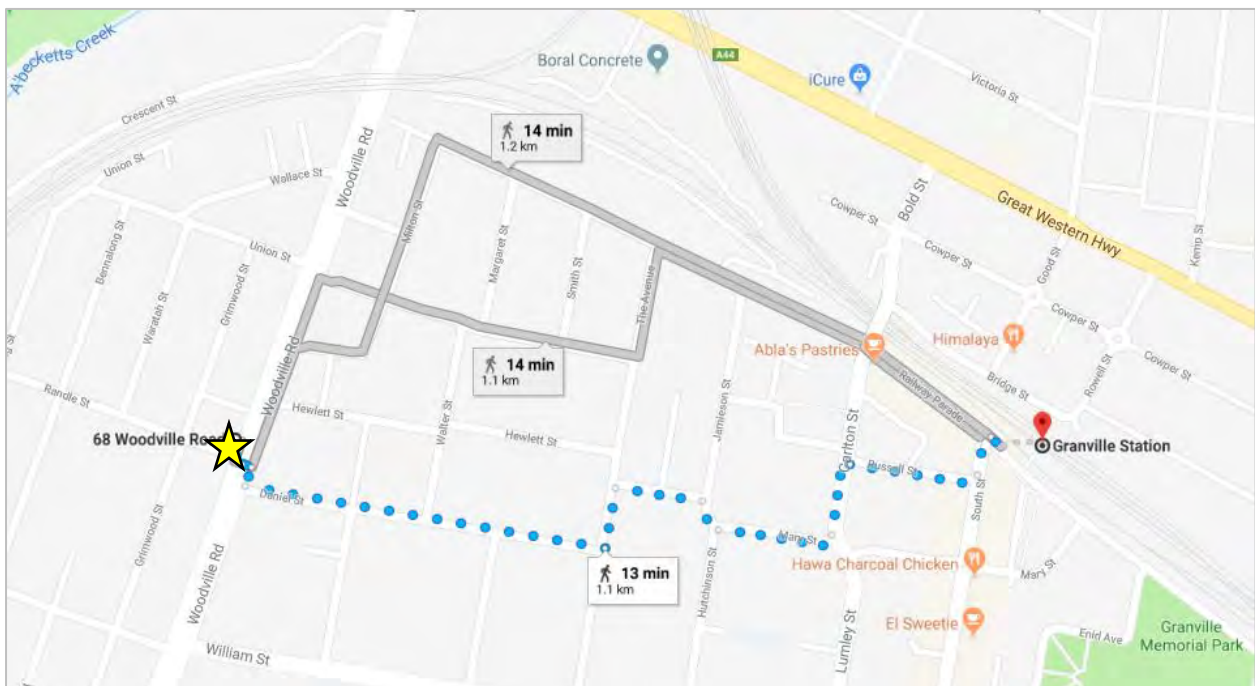 A'becketts Creek
Crescent St
Union St
Wallace St
Woodville Rd
Boral Concrete
A44
iCure
Victoria St
14 min
1.2 km
Milton St
Margaret St
Smith St
The Avenue
Union St
Bennalong St
Waratah St
Grimwood St
Bold St
Great Western Hwy
Cowper St
Cowper St
Good St
Kemp St
Cowper St
Cowper St
Rowell St
Himalaya
Bridge St
Abla's Pastries
Railway Parade
14 min
1.1 km
Woodville Rd
Randle St
Hewlett St
Walter St
Hewlett St
Jamieson St
Carlton St
68 Woodville Road
Granville Station
Russell St
South St
Daniel St
Mary St
Grimwood St
Woodville Rd
13 min
1.1 km
Hutchinson St
Hawa Charcoal Chicken
Mary St
El Sweetie
Lumley St
Enid Ave
Granville
Memorial Park
William St